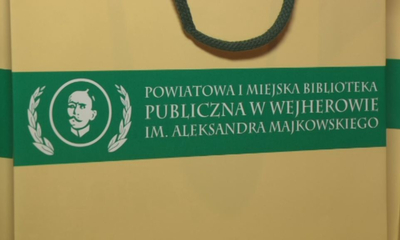 POWIATOWA I MIEJSKA BIBLIOTEKA
PUBLICZNA W WEJHEROWIE
IM. ALEKSANDRA MAJKOWSKIEGO